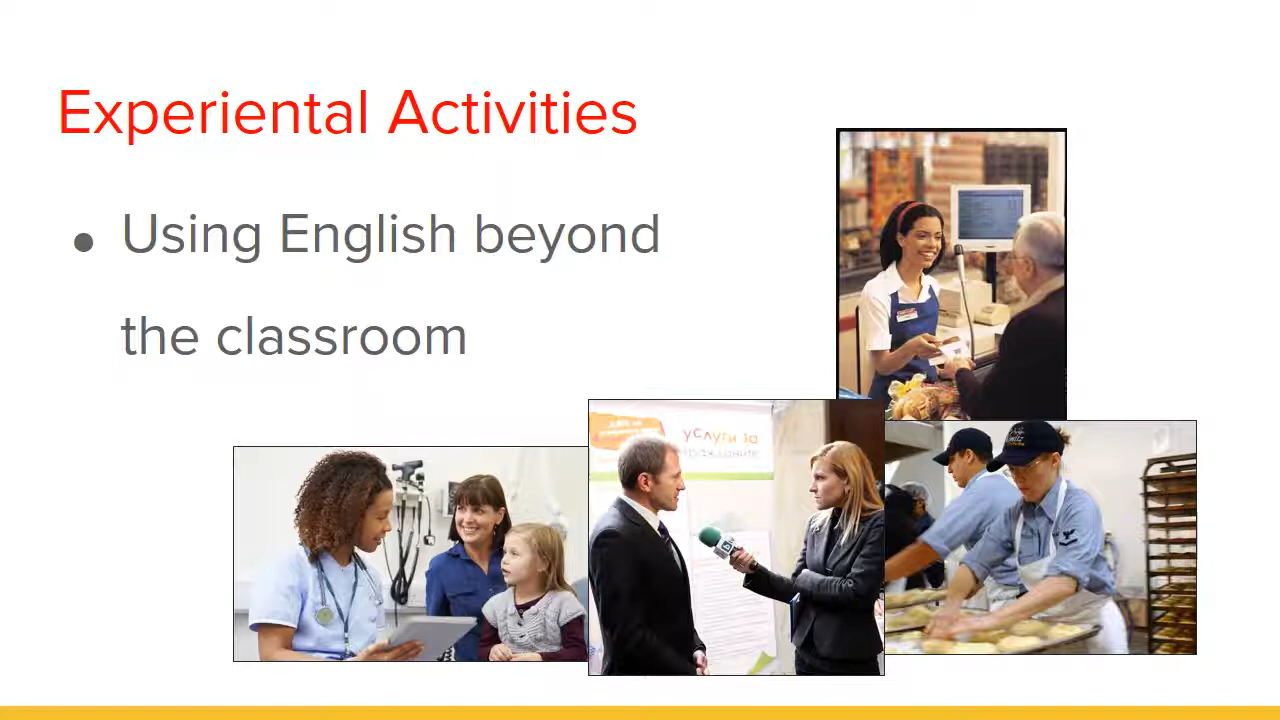 Experiental Activities
● Using English beyond
the classroom
услуги за